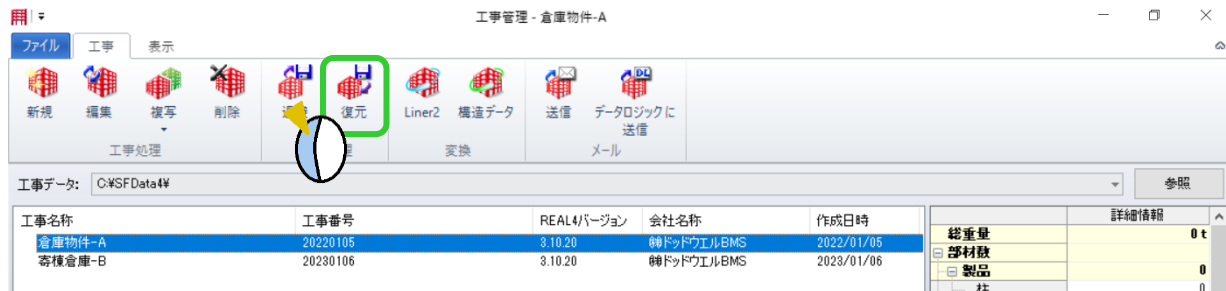 工事管理 - 倉庫物件-A
ファイル 工事 表示
新規 編集 複写 削除 復元 Liner2 構造データ 送信 データロジックに
送信
工事処理 変換 メール
工事データ: C:¥SFData4¥ 参照
工事名称 工事番号 REAL4バージョン 会社名称 作成日時 詳細情報
倉庫物件-A 20220105 3.10.20 ㈱ドッドウエルBMS 2022/01/05 総重量 0 t
寄棟倉庫-B 20230106 3.10.20 ㈱ドッドウエルBMS 2023/01/06 部材数
製品 0
柱 0